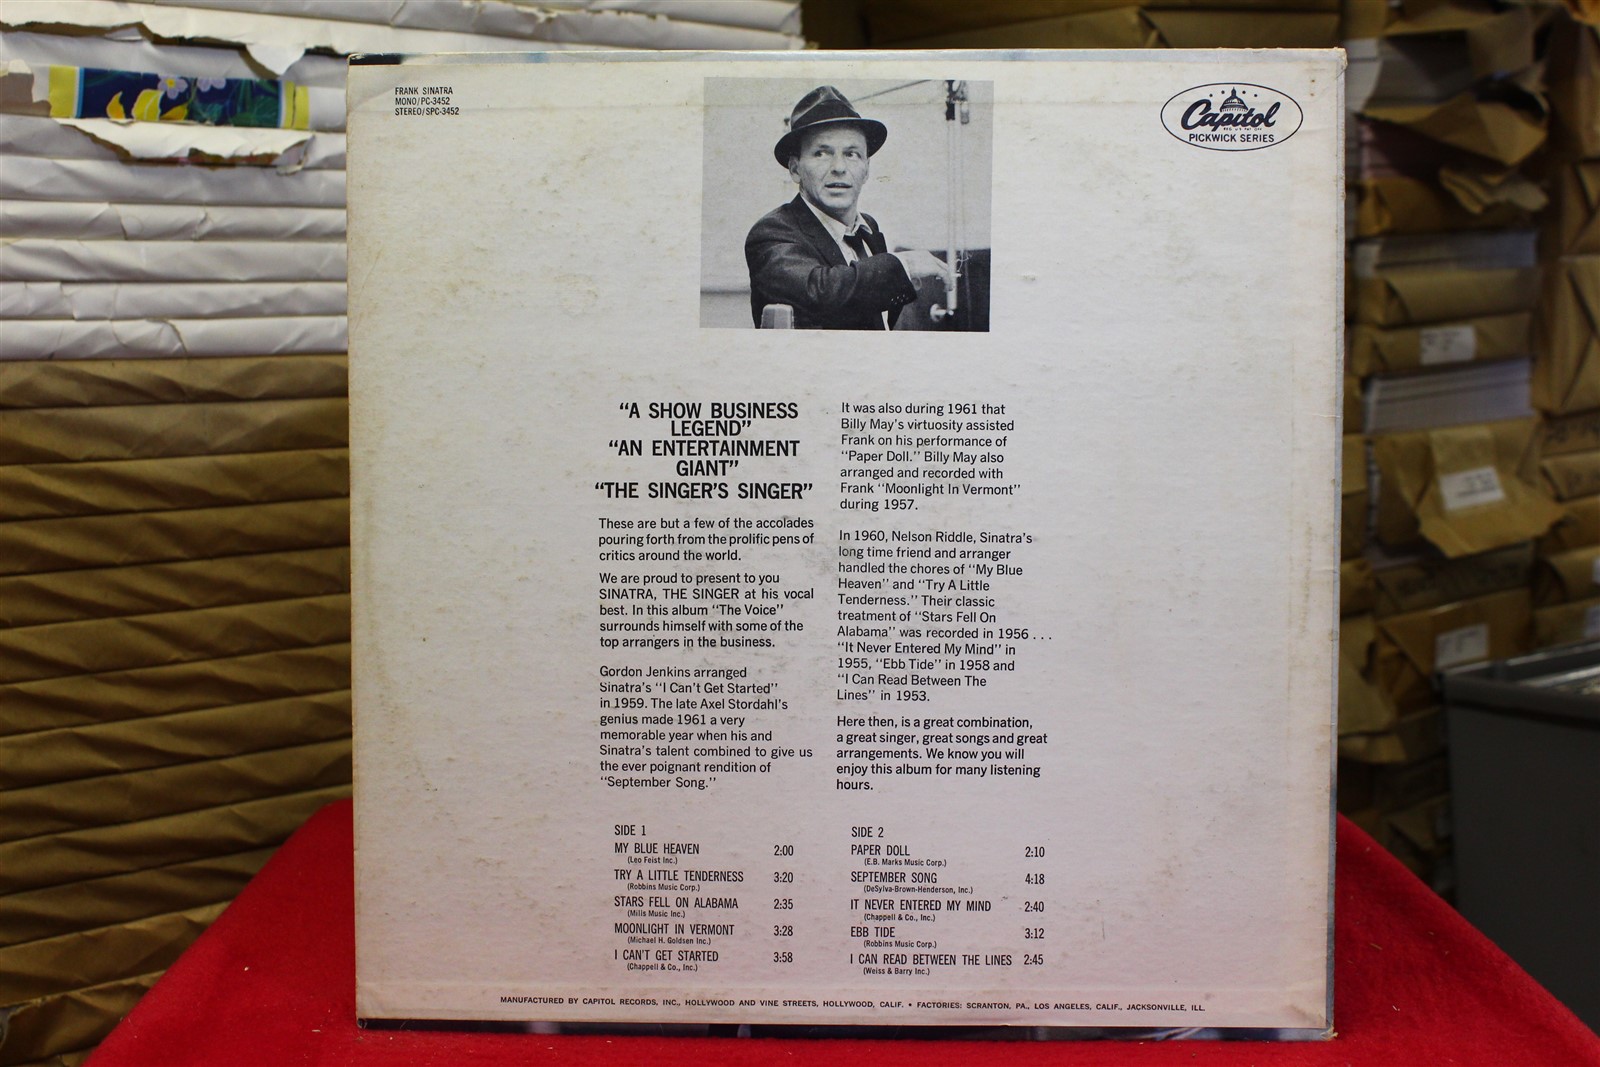 FRANK SINATRA
MONO/PC-3452
STEREO/SPC-3452
Capitol
REG. U.S. PAT. OFF.
PICKWICK SERIES
“A SHOW BUSINESS
LEGEND”
“AN ENTERTAINMENT
GIANT”
“THE SINGER’S SINGER”
These are but a few of the accolades
pouring forth from the prolific pens of
critics around the world.
We are proud to present to you
SINATRA, THE SINGER at his vocal
best. In this album “The Voice”
surrounds himself with some of the
top arrangers in the business.
Gordon Jenkins arranged
Sinatra’s “I Can’t Get Started”
in 1959. The late Axel Stordahl’s
genius made 1961 a very
memorable year when his and
Sinatra’s talent combined to give us
the ever poignant rendition of
“September Song.”
It was also during 1961 that
Billy May’s virtuosity assisted
Frank on his performance of
“Paper Doll.” Billy May also
arranged and recorded with
Frank “Moonlight In Vermont”
during 1957.
In 1960, Nelson Riddle, Sinatra’s
long time friend and arranger
handled the chores of “My Blue
Heaven” and “Try A Little
Tenderness.” Their classic
treatment of “Stars Fell On
Alabama” was recorded in 1956 . . .
“It Never Entered My Mind” in
1955, “Ebb Tide” in 1958 and
“I Can Read Between The
Lines” in 1953.
Here then, is a great combination,
a great singer, great songs and great
arrangements. We know you will
enjoy this album for many listening
hours.
SIDE 1
MY BLUE HEAVEN 2:00
(Leo Feist Inc.)
TRY A LITTLE TENDERNESS 3:20
(Robbins Music Corp.)
STARS FELL ON ALABAMA 2:35
(Mills Music Inc.)
MOONLIGHT IN VERMONT 3:28
(Michael H. Goldsen Inc.)
I CAN’T GET STARTED 3:58
(Chappell & Co., Inc.)
SIDE 2
PAPER DOLL 2:10
(E.B. Marks Music Corp.)
SEPTEMBER SONG 4:18
(DeSylva-Brown-Henderson, Inc.)
IT NEVER ENTERED MY MIND 2:40
(Chappell & Co., Inc.)
EBB TIDE 3:12
(Robbins Music Corp.)
I CAN READ BETWEEN THE LINES 2:45
(Weiss & Barry Inc.)
MANUFACTURED BY CAPITOL RECORDS, INC., HOLLYWOOD AND VINE STREETS, HOLLYWOOD, CALIF. • FACTORIES: SCRANTON, PA., LOS ANGELES, CALIF., JACKSONVILLE, ILL.